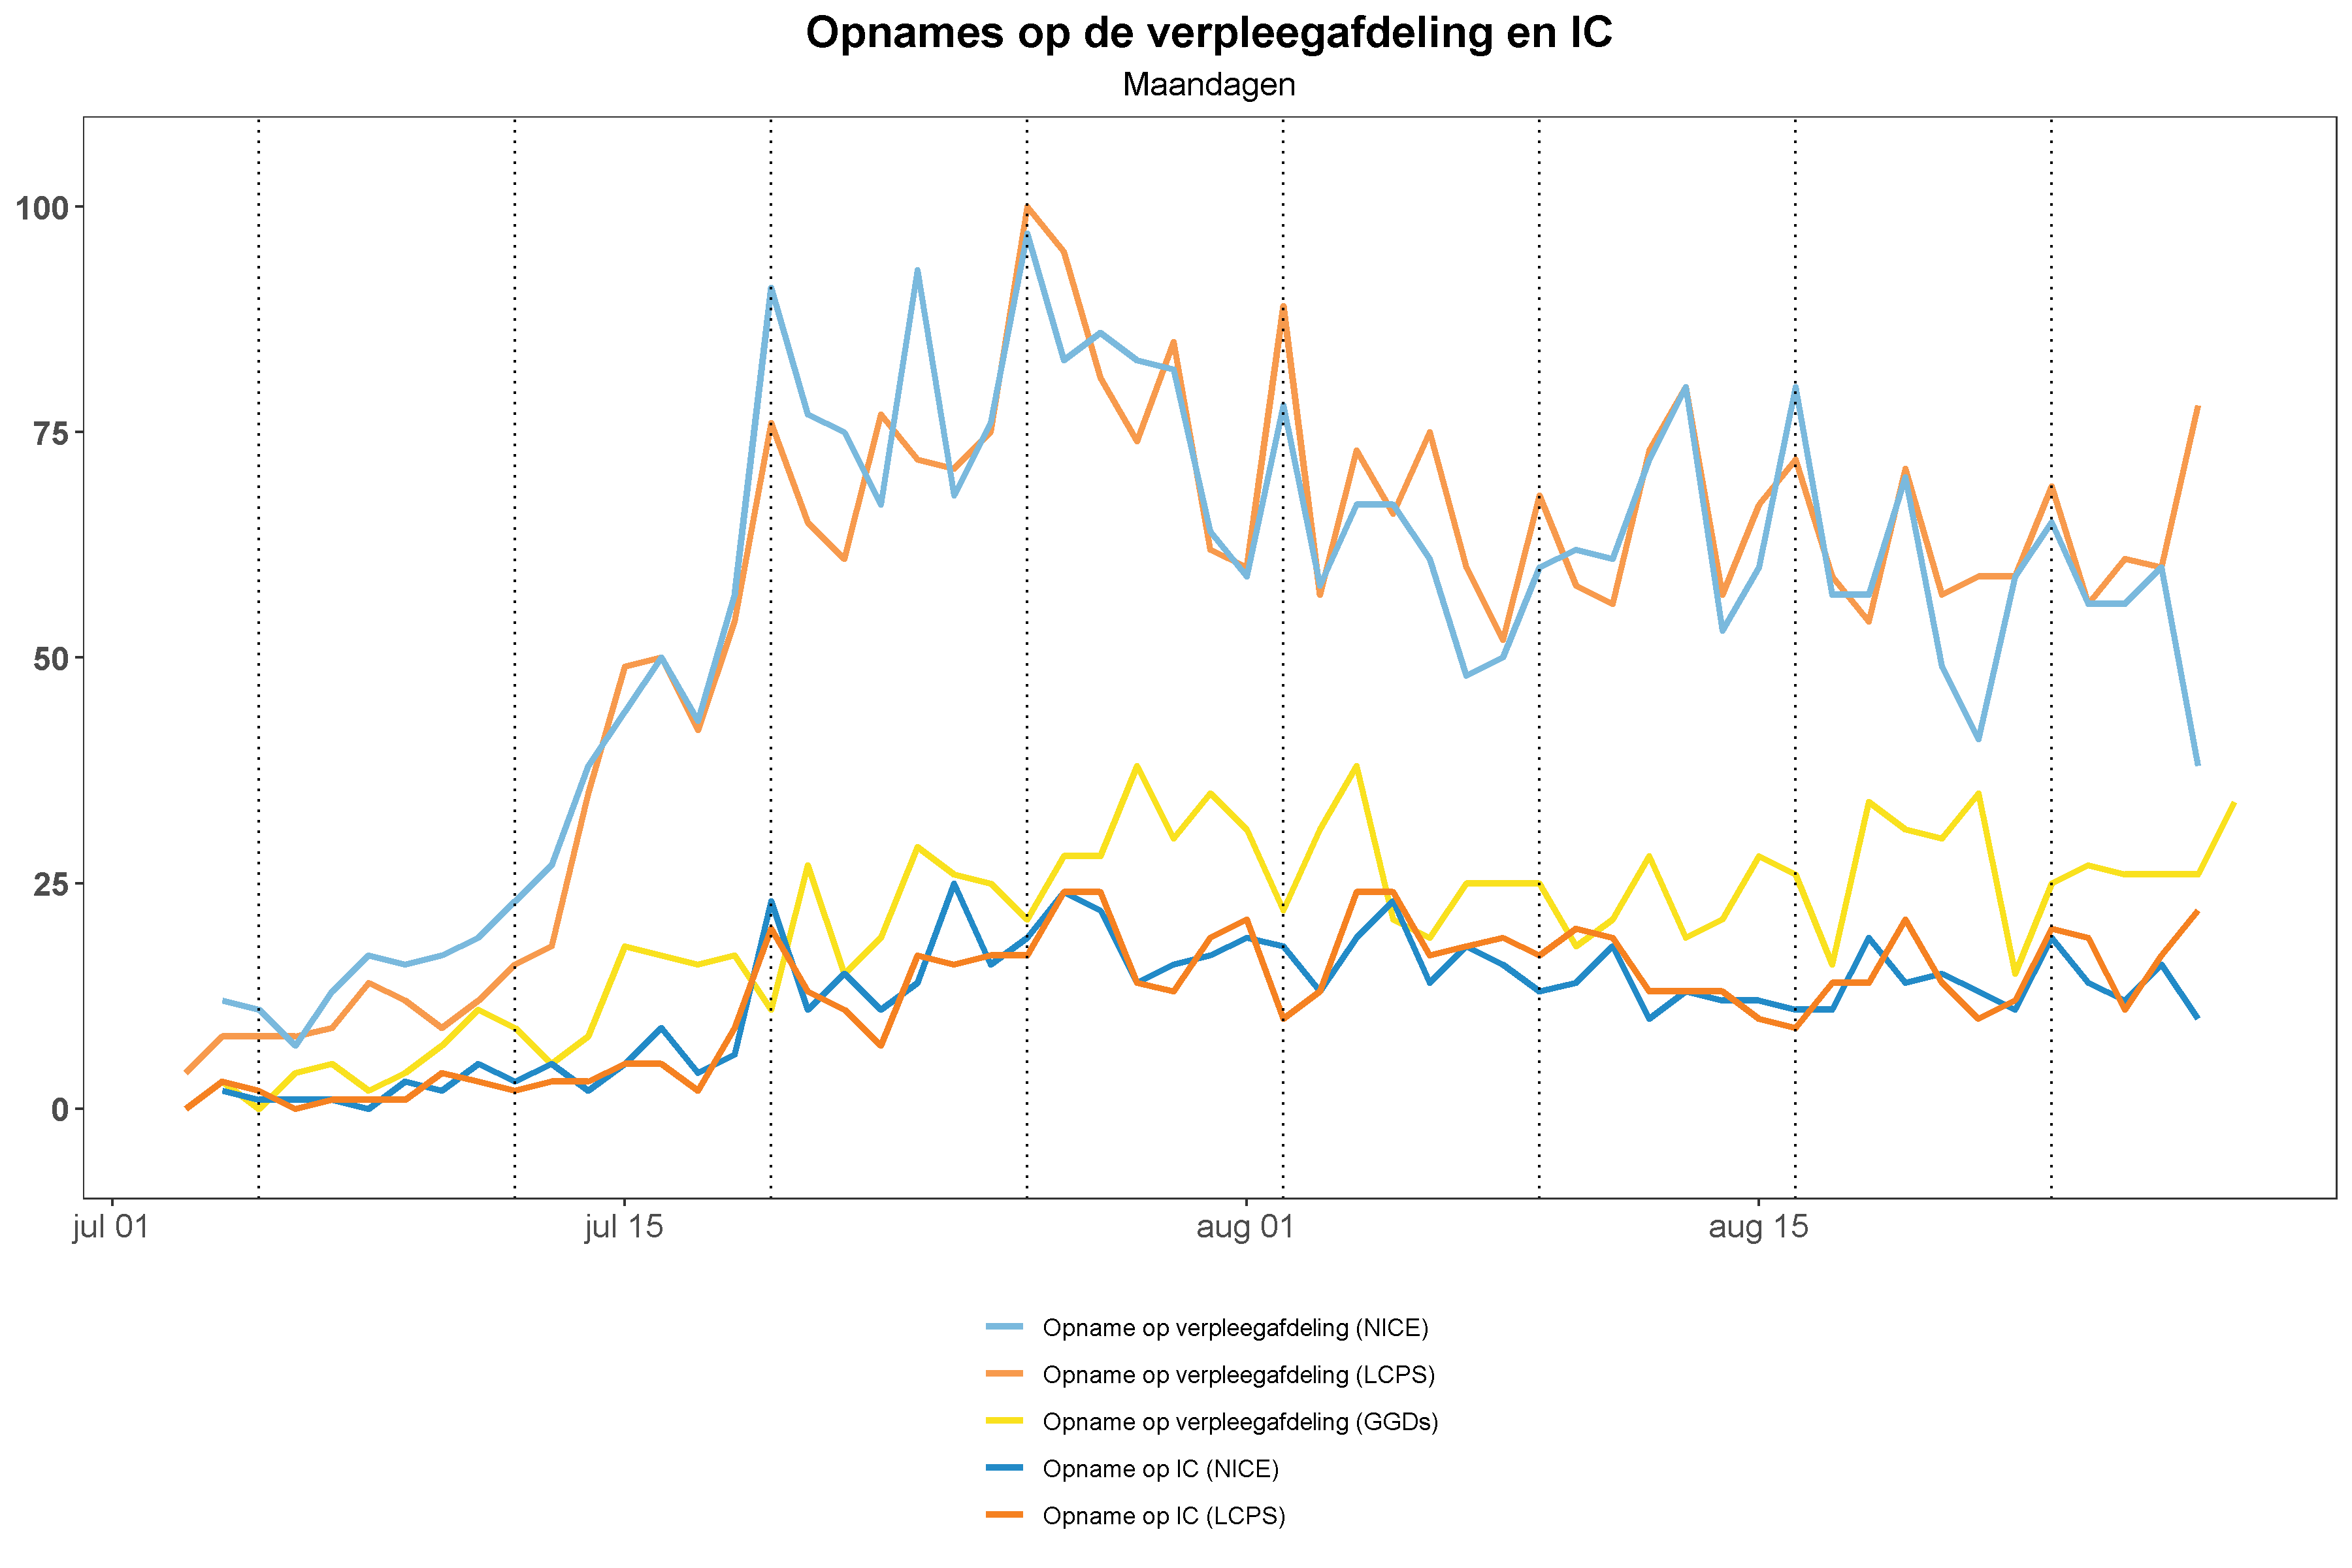 Opnames op de verpleegafdeling en IC
Maandagen
100
75
50
25
0
jul 01
jul 15
aug 01
aug 15
Opname op verpleegafdeling (NICE)
Opname op verpleegafdeling (LCPS)
Opname op verpleegafdeling (GGDs)
Opname op IC (NICE)
Opname op IC (LCPS)